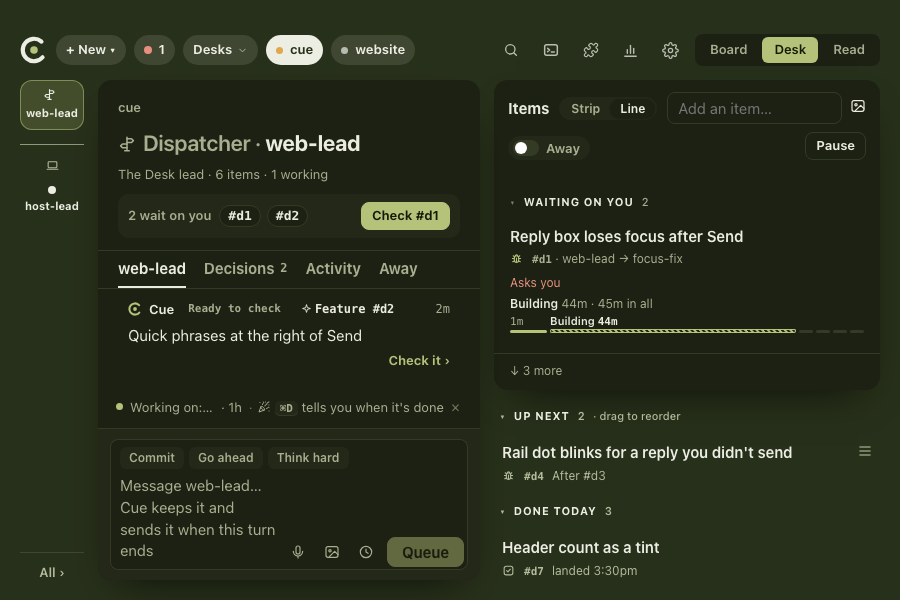 + New ▾ 1 Desks cue website Board Desk Read
web-lead
host-lead
All ›
cue
Dispatcher · web-lead
The Desk lead · 6 items · 1 working
2 wait on you #d1 #d2 Check #d1
web-lead Decisions 2 Activity Away
Cue Ready to check Feature #d2 2m
Quick phrases at the right of Send
Check it ›
Working on:... · 1h · ⌘D tells you when it's done ×
Commit Go ahead Think hard
Message web-lead...
Cue keeps it and
sends it when this turn
ends
Queue
Items Strip Line Add an item...
Away Pause
WAITING ON YOU 2
Reply box loses focus after Send
#d1 · web-lead → focus-fix
Asks you
Building 44m · 45m in all
1m Building 44m
↓ 3 more
UP NEXT 2 · drag to reorder
Rail dot blinks for a reply you didn't send
#d4 After #d3
DONE TODAY 3
Header count as a tint
#d7 landed 3:30pm